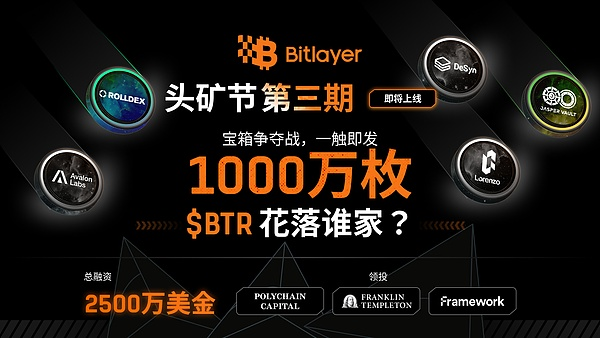 Bitlayer
DeSyn
ROLLDEX
头矿节 第三期
即将上线
JASPER VAULT
宝箱争夺战，一触即发
1000万枚
Avalon
Labs
Lorenzo
$BTR 花落谁家？
总融资
领投
2500万美金
POLYCHAIN
CAPITAL
FRANKLIN
TEMPLETON
Framework